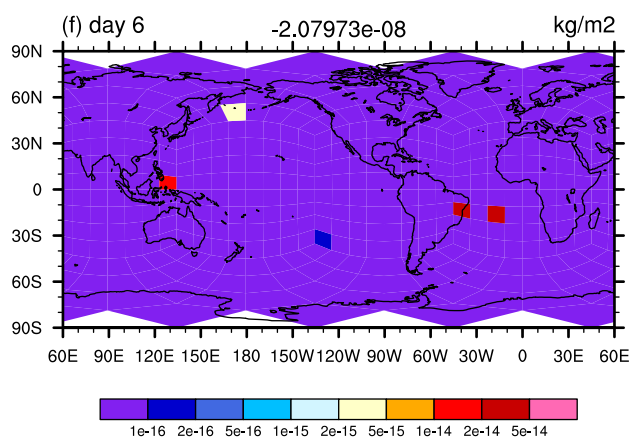 (f) day 6 -2.07973e-08 kg/m2
90N
60N
30N
0
30S
60S
90S
60E 90E 120E 150E 180 150W 120W 90W 60W 30W 0 30E 60E
1e-16 2e-16 5e-16 1e-15 2e-15 5e-15 1e-14 2e-14 5e-14